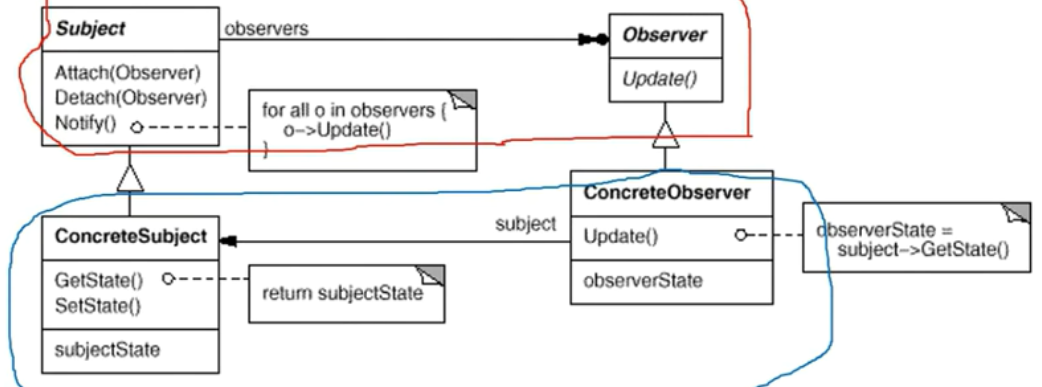 Subject
observers
Observer
Attach(Observer)
Detach(Observer)
Notify()
Update()
for all o in observers {
o->Update()
}
ConcreteSubject
GetState()
SetState()
subjectState
return subjectState
subject
ConcreteObserver
Update()
observerState
observerState =
subject->GetState()